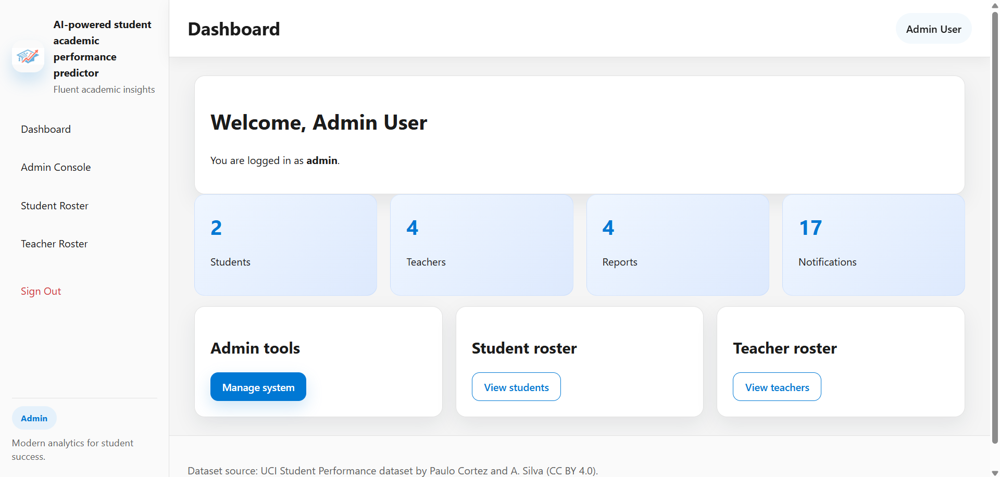 AI-powered student
academic
performance
predictor
Fluent academic insights
Dashboard
Admin Console
Student Roster
Teacher Roster
Sign Out
Admin
Modern analytics for student
success.
Dashboard
Admin User
Welcome, Admin User
You are logged in as admin.
2
Students
4
Teachers
4
Reports
17
Notifications
Admin tools
Manage system
Student roster
View students
Teacher roster
View teachers
Dataset source: UCI Student Performance dataset by Paulo Cortez and A. Silva (CC BY 4.0).